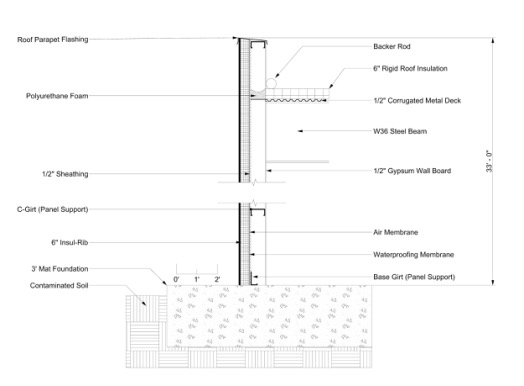 Roof Parapet Flashing
Backer Rod
6" Rigid Roof Insulation
Polyurethane Foam
1/2" Corrugated Metal Deck
W36 Steel Beam
33' - 0"
1/2" Sheathing
1/2" Gypsum Wall Board
C-Girt (Panel Support)
Air Membrane
6" Insul-Rib
Waterproofing Membrane
3' Mat Foundation
0' 1' 2'
Base Girt (Panel Support)
Contaminated Soil